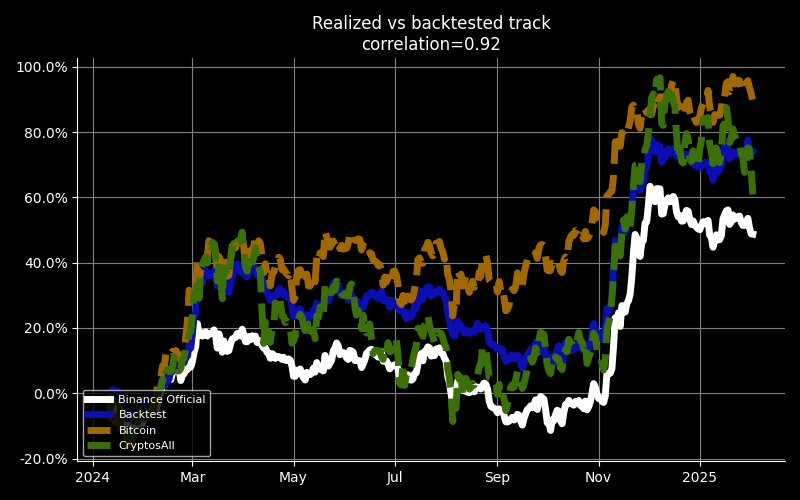 Realized vs backtested track
correlation=0.92
100.0%
80.0%
60.0%
40.0%
20.0%
0.0%
-20.0%
Binance Official
Backtest
Bitcoin
CryptosAll
2024 Mar May Jul Sep Nov 2025